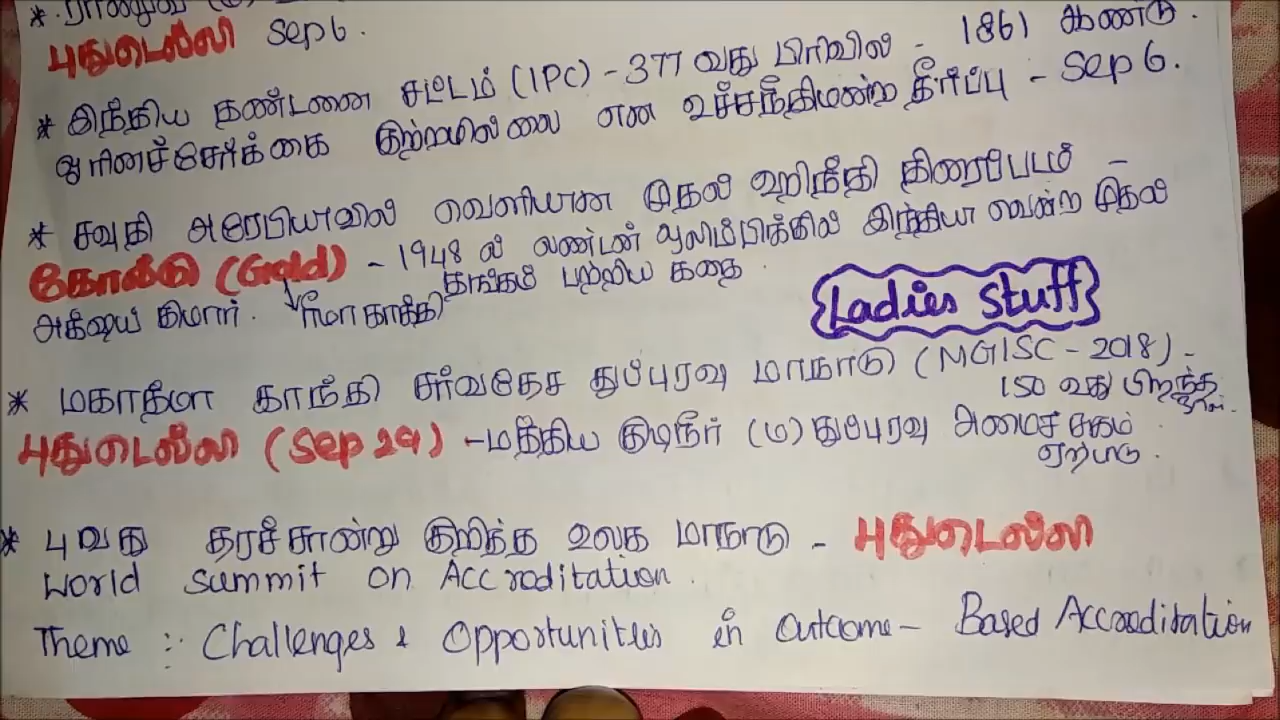 * ராணுவ (ம)
புதுடெல்லி Sep 6.
* இந்திய தண்டனை சட்டம் (IPC) - 377 வது பிரிவில் - 1861 ஆண்டு.
ஓரினச்சேர்க்கை குற்றமில்லை என உச்சநீதிமன்ற தீர்ப்பு - Sep 6.
* சவுதி அரேபியாவில் வெளியான முதல் ஹிந்தி திரைப்படம் -
கோல்டு (Gold) - 1948 ல் லண்டன் ஒலிம்பிக்கில் இந்தியா வென்ற முதல்
தங்கம் பற்றிய கதை.
அக்ஷய் குமார். ரீமா காக்தி
Ladies Stuff
* மகாத்மா காந்தி சர்வதேச துப்புரவு மாநாடு (MGISC - 2018) -
150 வது பிறந்த நாள்.
புதுடெல்லி (Sep 29) - மத்திய குடிநீர் (ம) துப்புரவு அமைச்சகம்
ஏற்பாடு.
* 4 வது தரச்சான்று குறித்த உலக மாநாடு - புதுடெல்லி
World Summit on Accreditation.
Theme :: Challenges & Opportunities in Outcome - Based Accreditation